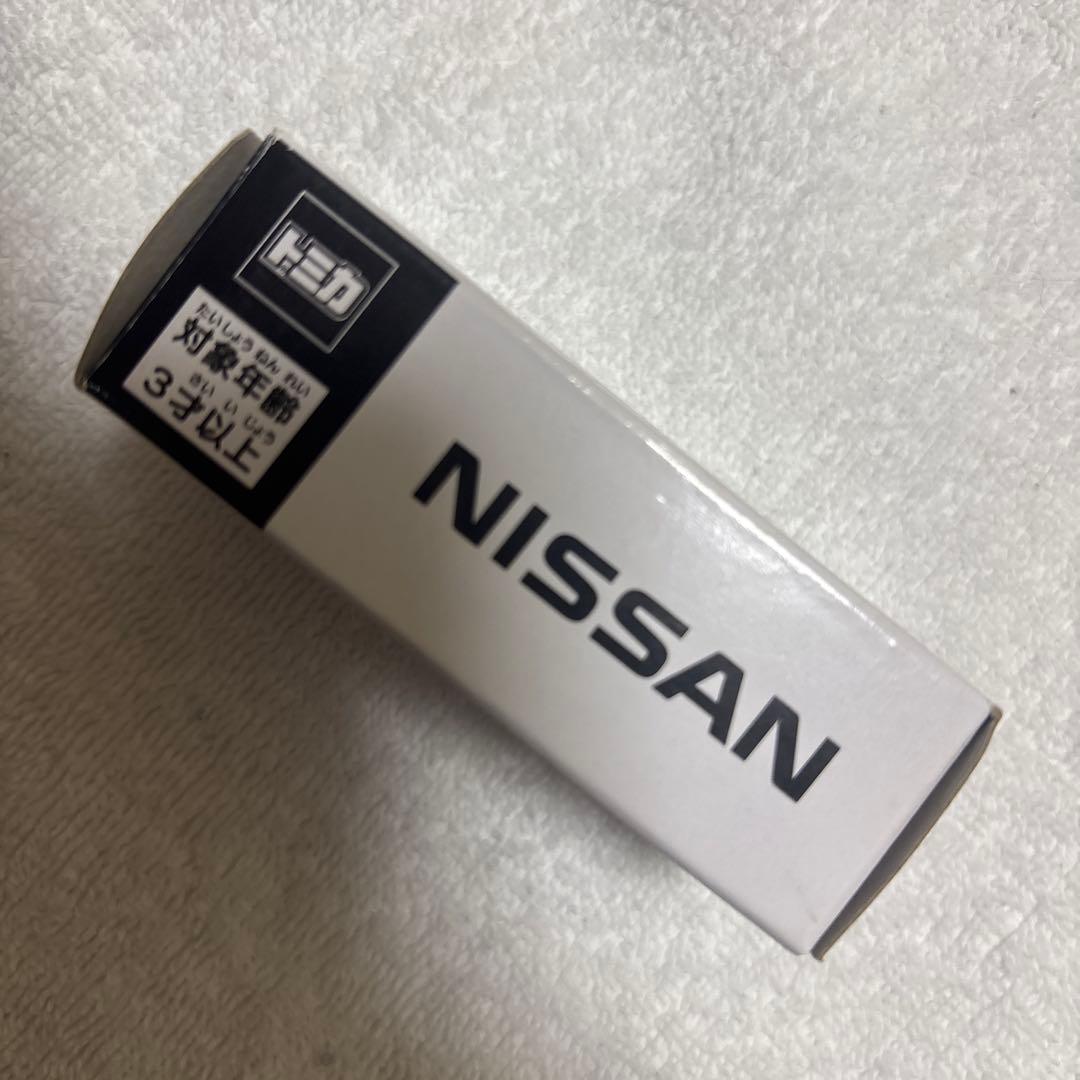 トミカ
たいしょうねんれい
対象年齢
さいいじょう
3才以上
NISSAN